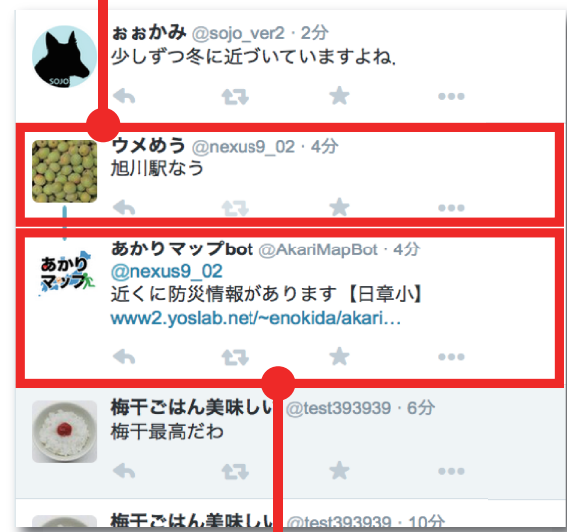 ぉぉかみ @sojo_ver2 · 2分
少しずつ冬に近づいていますよね．
SOJO
ウメめう @nexus9_02 · 4分
旭川駅なう
あかりマップbot @AkariMapBot · 4分
あかり
マップ
@nexus9_02
近くに防災情報があります【日章小】
www2.yoslab.net/~enokida/akari…
梅干ごはん美味しい @test393939 · 6分
梅干最高だわ
梅干ごはん美味しい @test393939 · 10分